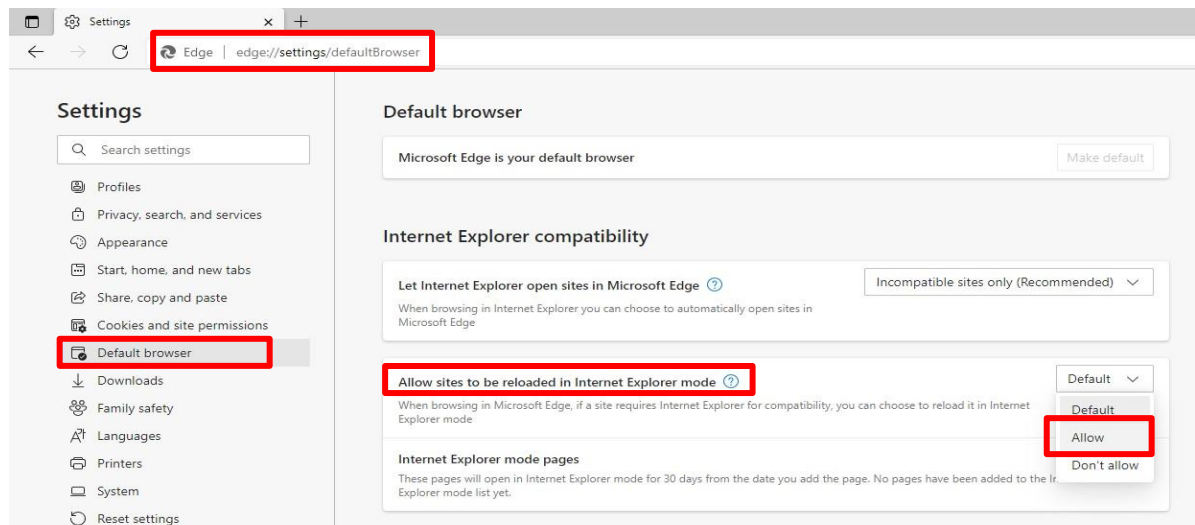 Settings
Edge | edge://settings/defaultBrowser
Settings
Search settings
Profiles
Privacy, search, and services
Appearance
Start, home, and new tabs
Share, copy and paste
Cookies and site permissions
Default browser
Downloads
Family safety
Languages
Printers
System
Reset settings
Default browser
Microsoft Edge is your default browser
Make default
Internet Explorer compatibility
Let Internet Explorer open sites in Microsoft Edge
Incompatible sites only (Recommended)
When browsing in Internet Explorer you can choose to automatically open sites in
Microsoft Edge
Allow sites to be reloaded in Internet Explorer mode
Default
When browsing in Microsoft Edge, if a site requires Internet Explorer for compatibility, you can choose to reload it in Internet
Explorer mode
Default
Allow
Don't allow
Internet Explorer mode pages
These pages will open in Internet Explorer mode for 30 days from the date you add the page. No pages have been added to the
Explorer mode list yet.